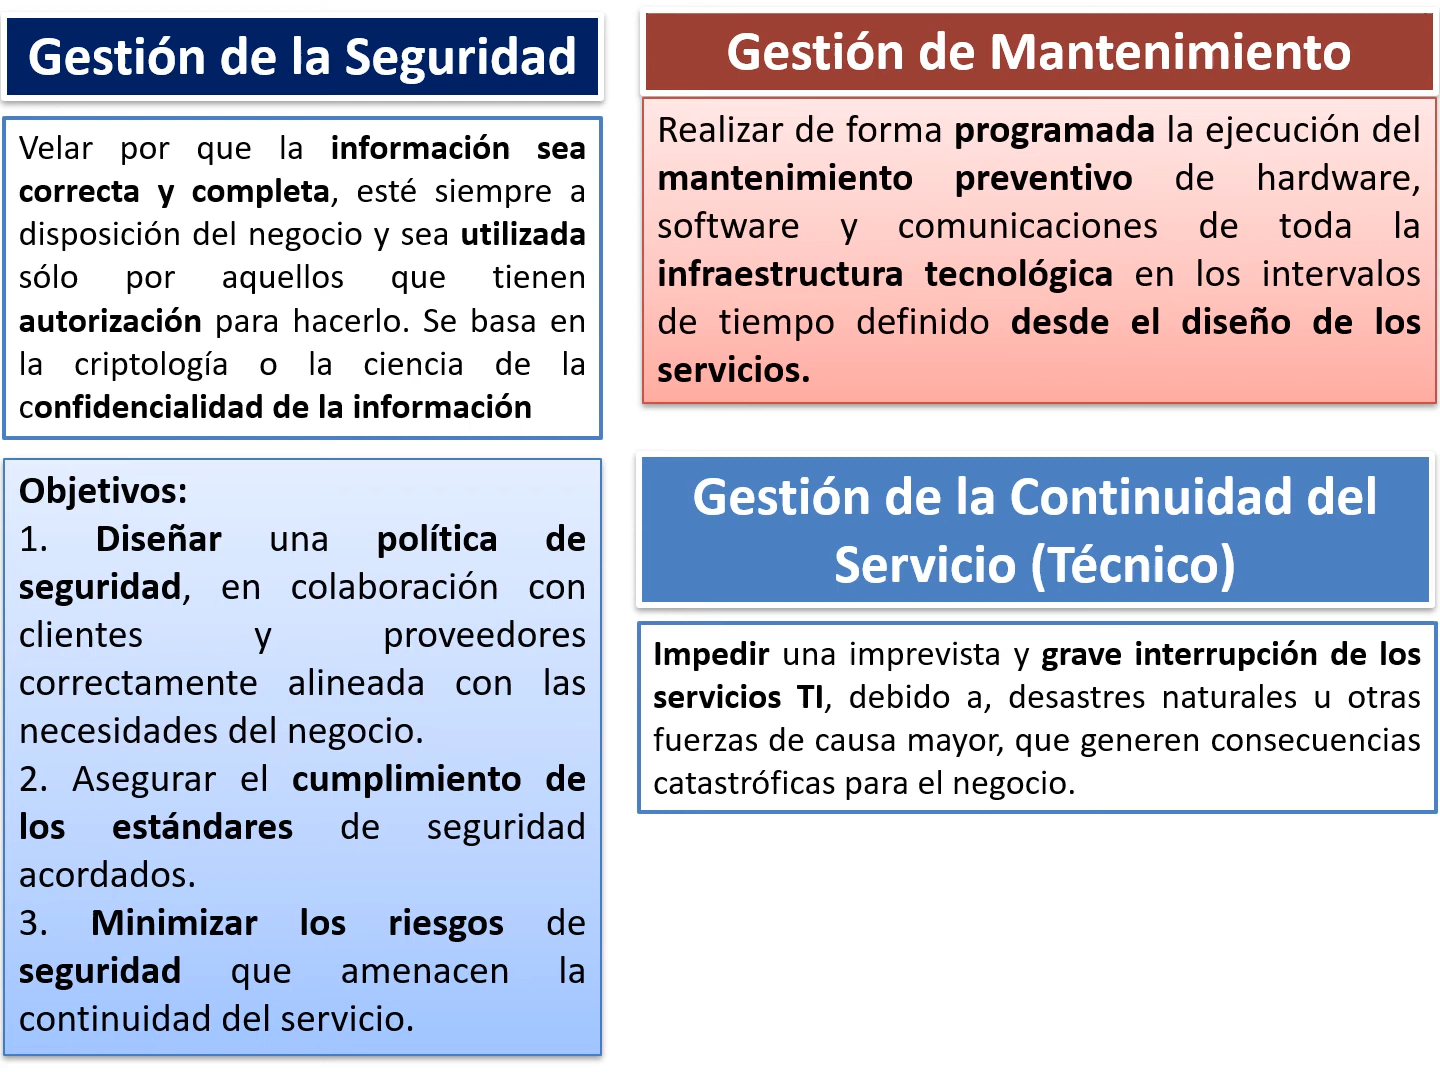 Gestión de la Seguridad
Velar por que la información sea
correcta y completa, esté siempre a
disposición del negocio y sea utilizada
sólo por aquellos que tienen
autorización para hacerlo. Se basa en
la criptología o la ciencia de la
confidencialidad de la información
Objetivos:
1. Diseñar una política de
seguridad, en colaboración con
clientes y proveedores
correctamente alineada con las
necesidades del negocio.
2. Asegurar el cumplimiento de
los estándares de seguridad
acordados.
3. Minimizar los riesgos de
seguridad que amenacen la
continuidad del servicio.
Gestión de Mantenimiento
Realizar de forma programada la ejecución del
mantenimiento preventivo de hardware,
software y comunicaciones de toda la
infraestructura tecnológica en los intervalos
de tiempo definido desde el diseño de los
servicios.
Gestión de la Continuidad del
Servicio (Técnico)
Impedir una imprevista y grave interrupción de los
servicios TI, debido a, desastres naturales u otras
fuerzas de causa mayor, que generen consecuencias
catastróficas para el negocio.